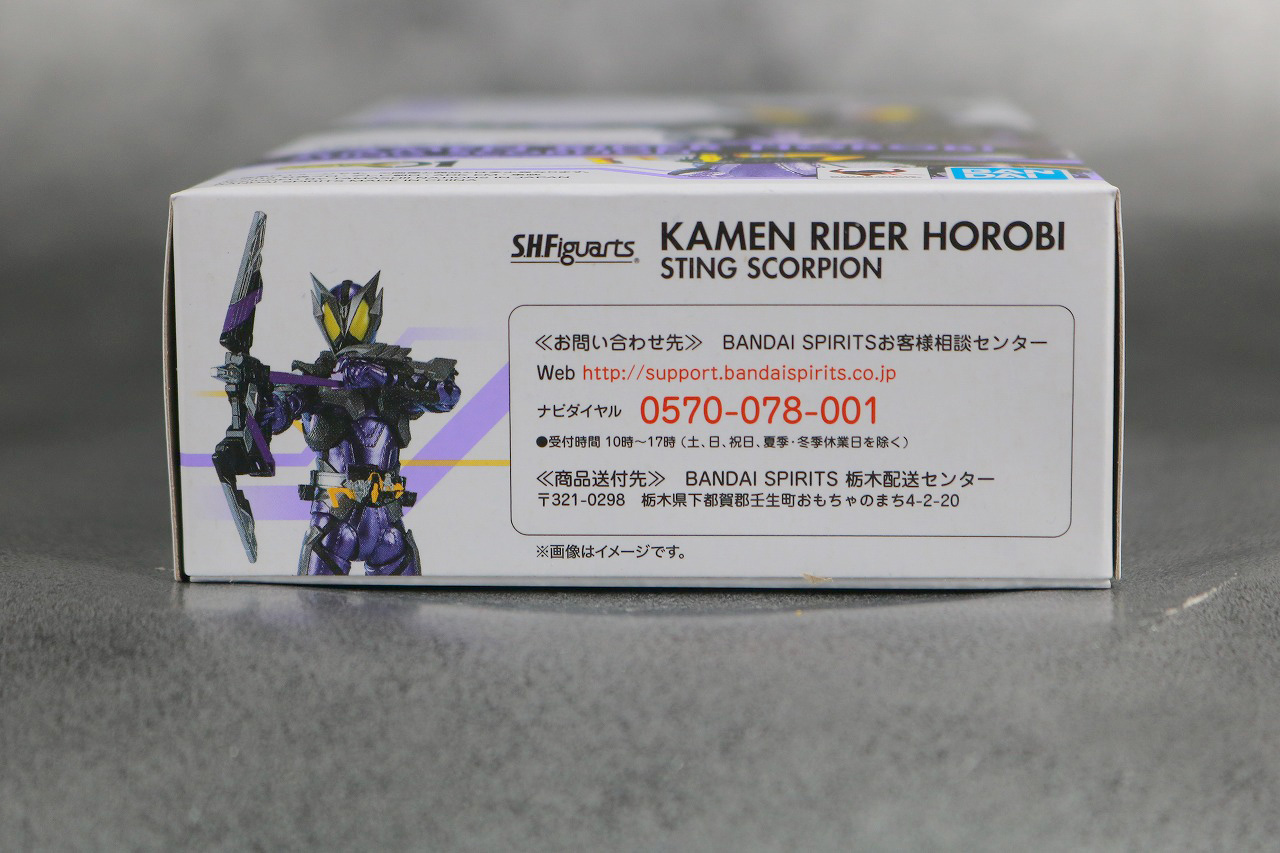 BANDAI
S.H.Figuarts
KAMEN RIDER HOROBI
STING SCORPION
≪お問い合わせ先≫ BANDAI SPIRITSお客様相談センター
Web http://support.bandaispirits.co.jp
ナビダイヤル 0570-078-001
●受付時間 10時〜17時(土、日、祝日、夏季・冬季休業日を除く)
≪商品送付先≫ BANDAI SPIRITS 栃木配送センター
〒321-0298 栃木県下都賀郡壬生町おもちゃのまち4-2-20
※画像はイメージです。